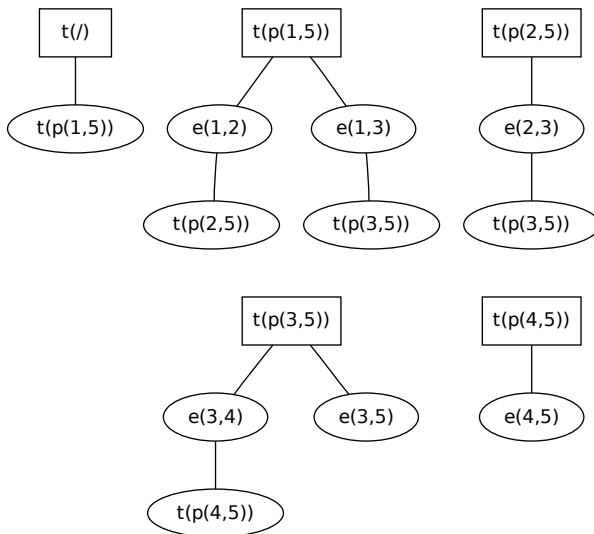 t(/)
t(p(1,5))
t(p(2,5))
t(p(1,5))
e(1,2)
e(1,3)
e(2,3)
t(p(2,5))
t(p(3,5))
t(p(3,5))
t(p(3,5))
t(p(4,5))
e(3,4)
e(3,5)
e(4,5)
t(p(4,5))